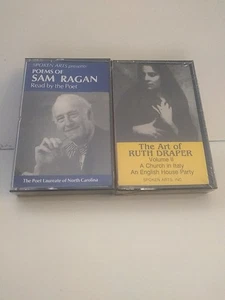 SPOKEN ARTS presents
POEMS OF
SAM RAGAN
Read by the Poet
The Poet Laureate of North Carolina
The Art of
RUTH DRAPER
Volume II
A Church in Italy
An English House Party
SPOKEN ARTS, INC.